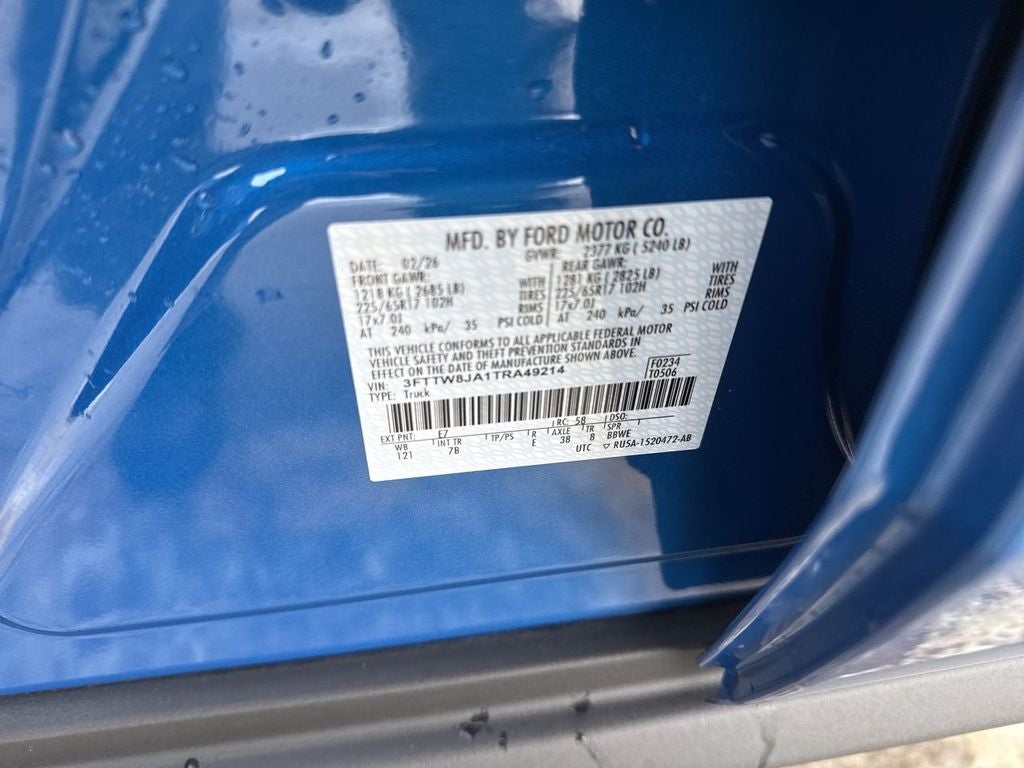 MFD. BY FORD MOTOR CO.
DATE: 02/26 GVWR: 2377 KG ( 5240 LB)
FRONT GAWR: REAR GAWR:
1218 KG ( 2685 LB) WITH 1281 KG ( 2825 LB) WITH
225/65R17 102H TIRES 225/65R17 102H TIRES
17x7.0J RIMS 17x7.0J RIMS
AT 240 kPa/ 35 PSI COLD AT 240 kPa/ 35 PSI COLD
THIS VEHICLE CONFORMS TO ALL APPLICABLE FEDERAL MOTOR
VEHICLE SAFETY AND THEFT PREVENTION STANDARDS IN
EFFECT ON THE DATE OF MANUFACTURE SHOWN ABOVE.
VIN: 3FTTW8JA1TRA49214 F0234
TYPE: Truck T0506
EXT PNT: E7 RC: 58 DSO:
WB INT TR TP/PS R AXLE TR SPR
121 7B E 38 8 BBWE
UTC ▽ RU5A-1520472-AB